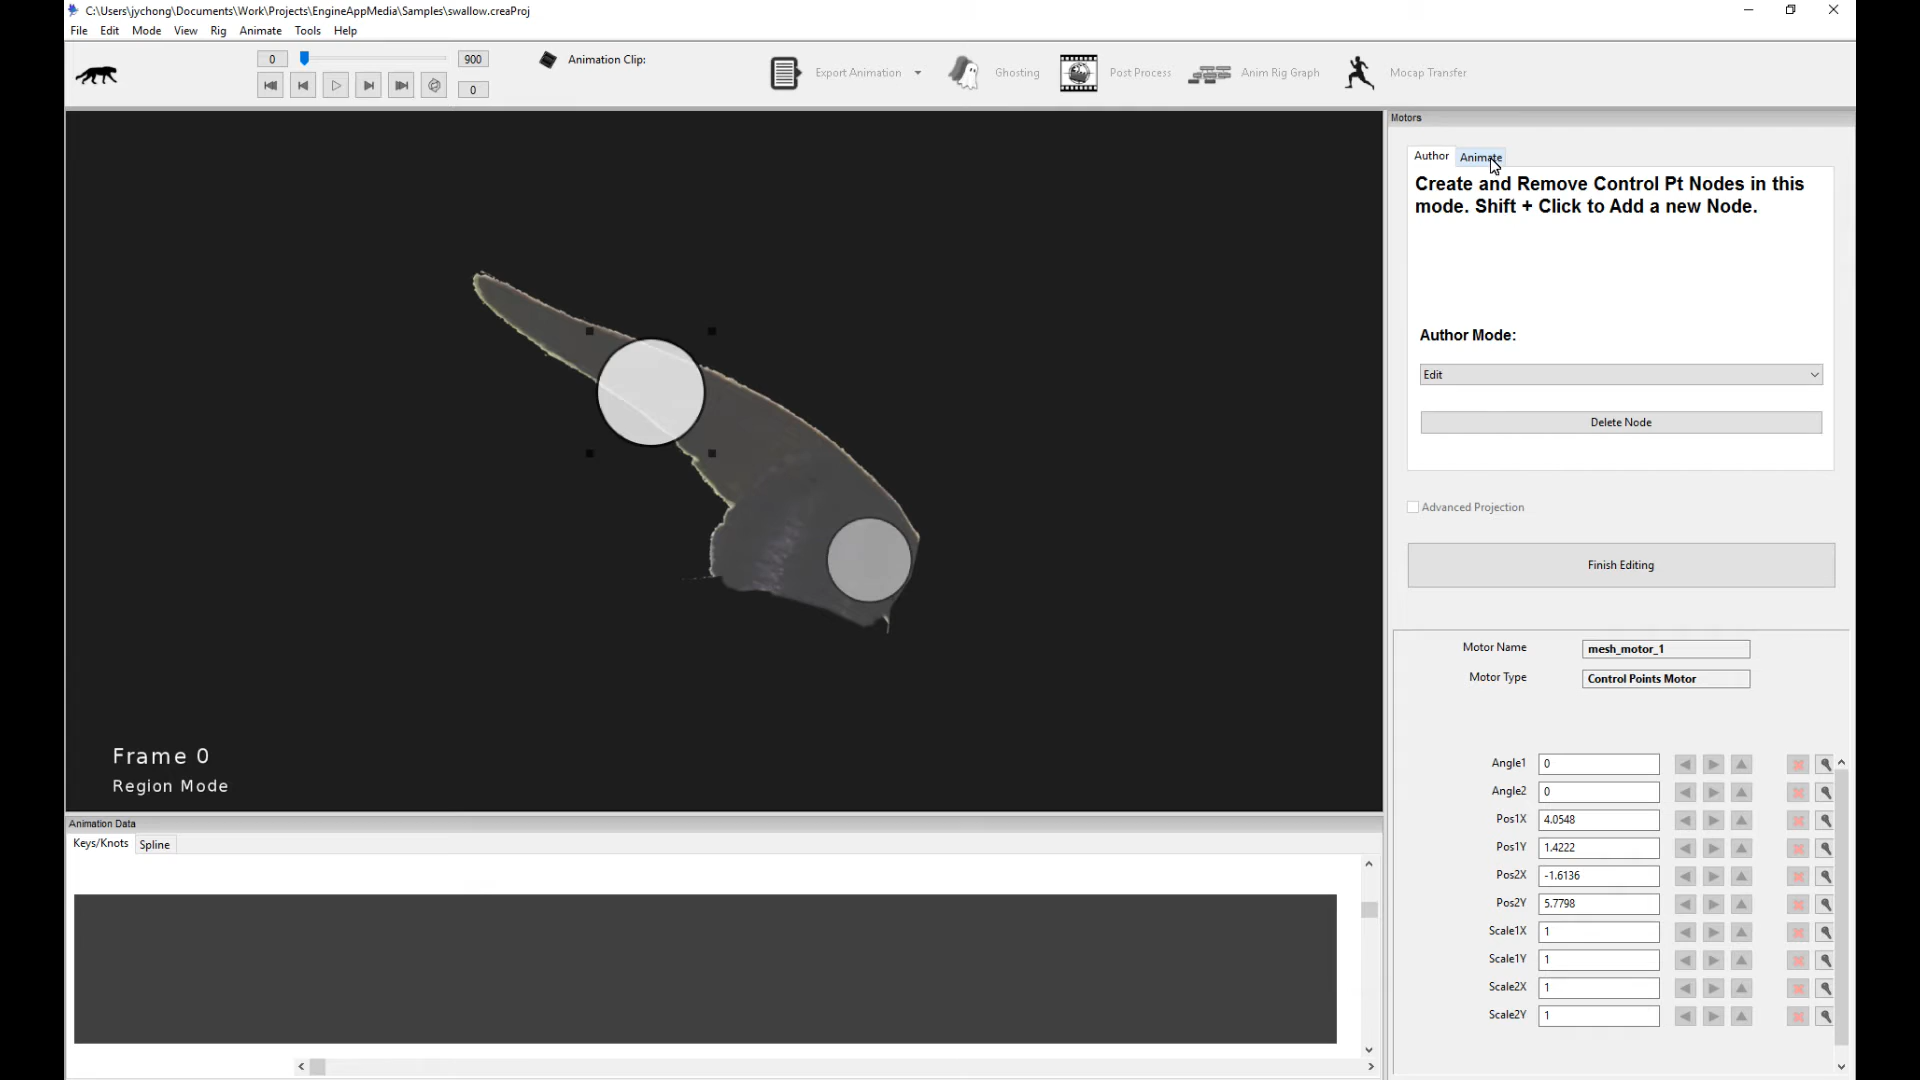 C:\Users\jychong\Documents\Work\Projects\EngineAppMedia\Samples\swallow.creaProj
File Edit Mode View Rig Animate Tools Help
0 900
Animation Clip:
Export Animation
Ghosting
Post Process
Anim Rig Graph
Mocap Transfer
0
Motors
Author Animate
Create and Remove Control Pt Nodes in this
mode. Shift + Click to Add a new Node.
Author Mode:
Edit
Delete Node
Advanced Projection
Finish Editing
Motor Name mesh_motor_1
Motor Type Control Points Motor
Angle1 0
Angle2 0
Pos1X 4.0548
Pos1Y 1.4222
Pos2X -1.6136
Pos2Y 5.7798
Scale1X 1
Scale1Y 1
Scale2X 1
Scale2Y 1
Frame 0
Region Mode
Animation Data
Keys/Knots Spline